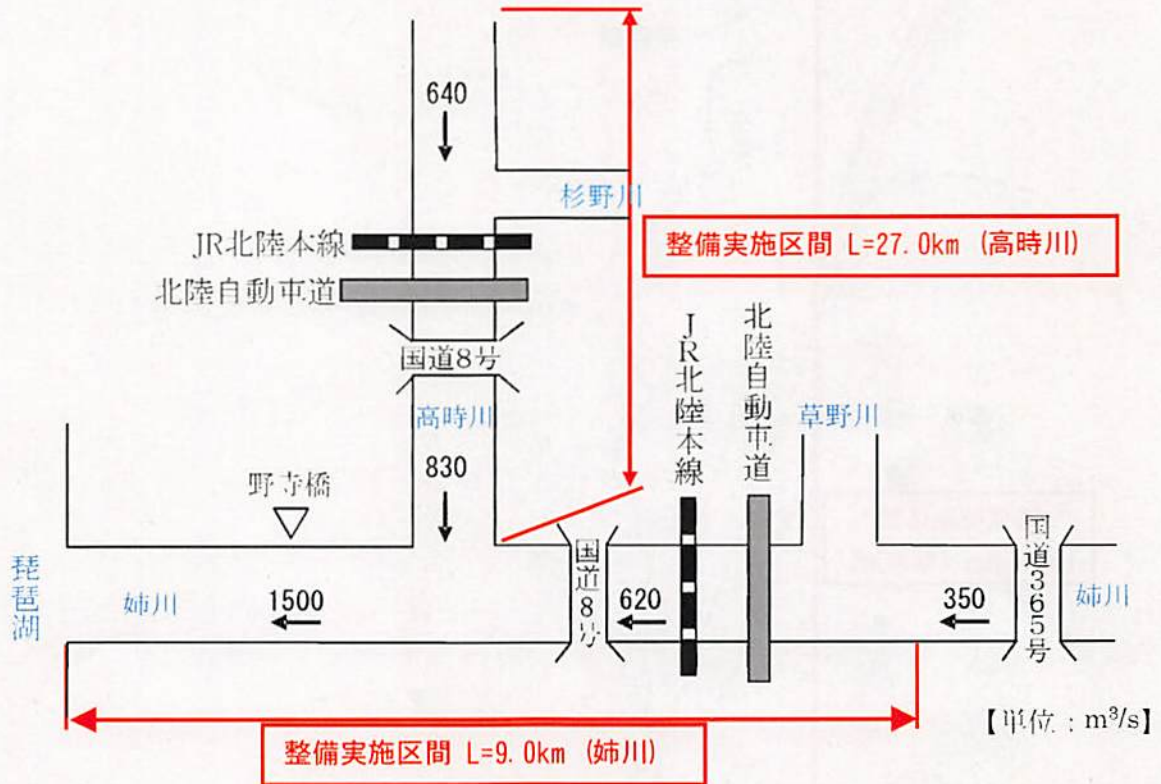 640
杉野川
JR北陸本線
整備実施区間 L=27.0km (高時川)
北陸自動車道
国道8号
JR北陸本線
北陸自動車道
高時川
草野川
830
野寺橋
国道8号
国道365号
琵琶湖
姉川
1500
620
350
姉川
【単位：m³/s】
整備実施区間 L=9.0km (姉川)